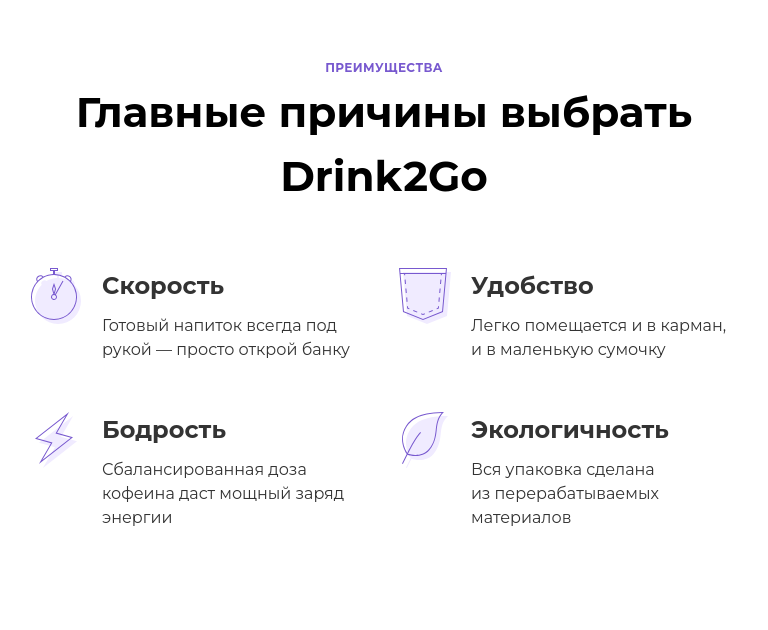 ПРЕИМУЩЕСТВА
Главные причины выбрать
Drink2Go
Скорость
Готовый напиток всегда под
рукой — просто открой банку
Удобство
Легко помещается и в карман,
и в маленькую сумочку
Бодрость
Сбалансированная доза
кофеина даст мощный заряд
энергии
Экологичность
Вся упаковка сделана
из перерабатываемых
материалов